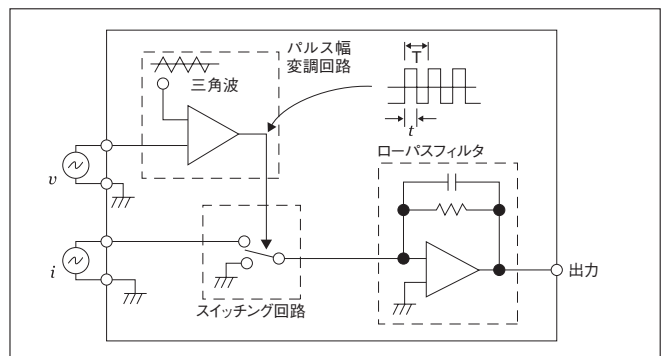 パルス幅
変調回路
T
三角波
t
ローパスフィルタ
v
i
出力
スイッチング回路